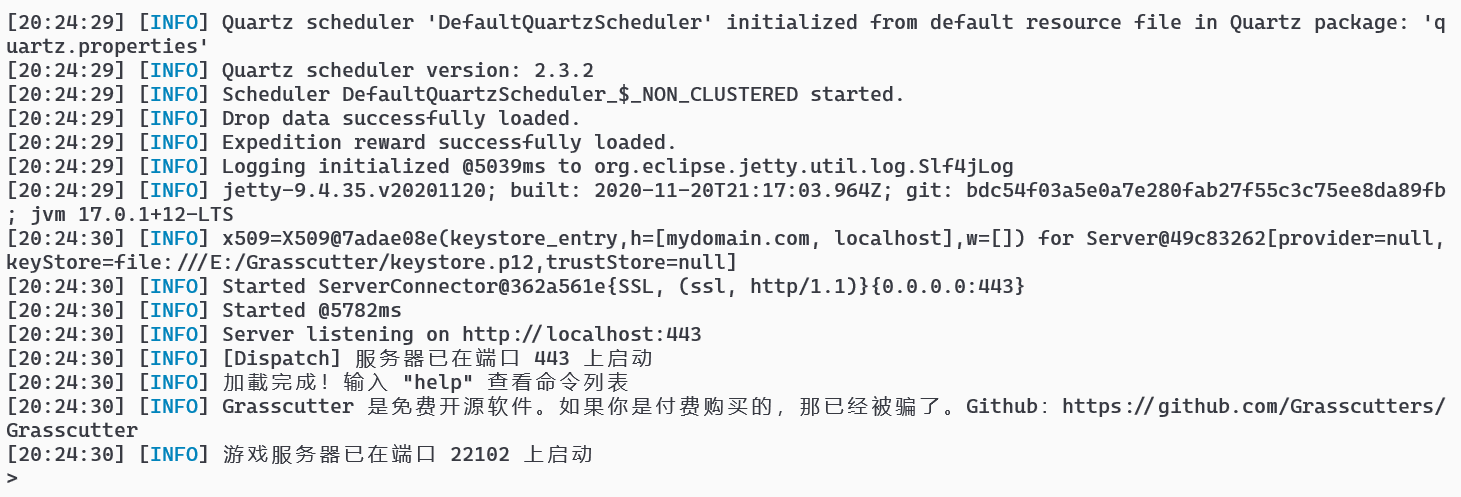 [20:24:29] [INFO] Quartz scheduler 'DefaultQuartzScheduler' initialized from default resource file in Quartz package: 'q
uartz.properties'
[20:24:29] [INFO] Quartz scheduler version: 2.3.2
[20:24:29] [INFO] Scheduler DefaultQuartzScheduler_$_NON_CLUSTERED started.
[20:24:29] [INFO] Drop data successfully loaded.
[20:24:29] [INFO] Expedition reward successfully loaded.
[20:24:29] [INFO] Logging initialized @5039ms to org.eclipse.jetty.util.log.Slf4jLog
[20:24:29] [INFO] jetty-9.4.35.v20201120; built: 2020-11-20T21:17:03.964Z; git: bdc54f03a5e0a7e280fab27f55c3c75ee8da89fb
; jvm 17.0.1+12-LTS
[20:24:30] [INFO] x509=X509@7adae08e(keystore_entry,h=[mydomain.com, localhost],w=[]) for Server@49c83262[provider=null,
keyStore=file:///E:/Grasscutter/keystore.p12,trustStore=null]
[20:24:30] [INFO] Started ServerConnector@362a561e{SSL, (ssl, http/1.1)}{0.0.0.0:443}
[20:24:30] [INFO] Started @5782ms
[20:24:30] [INFO] Server listening on http://localhost:443
[20:24:30] [INFO] [Dispatch] 服务器已在端口 443 上启动
[20:24:30] [INFO] 加載完成！输入 "help" 查看命令列表
[20:24:30] [INFO] Grasscutter 是免费开源软件。如果你是付费购买的，那已经被骗了。Github：https://github.com/Grasscutters/
Grasscutter
[20:24:30] [INFO] 游戏服务器已在端口 22102 上启动
>